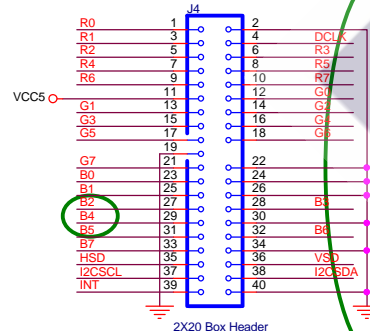 J4
R0 1 2
R1 3 4 DCLK
R2 5 6 R3
R4 7 8 R5
R6 9 10 R7
VCC5 11 12 G0
G1 13 14 G2
G3 15 16 G4
G5 17 18 G6
19
G7 21 22
B0 23 24
B1 25 26
B2 27 28 B3
B4 29 30
B5 31 32 B6
B7 33 34
HSD 35 36 VSD
I2CSCL 37 38 I2CSDA
INT 39 40
2X20 Box Header